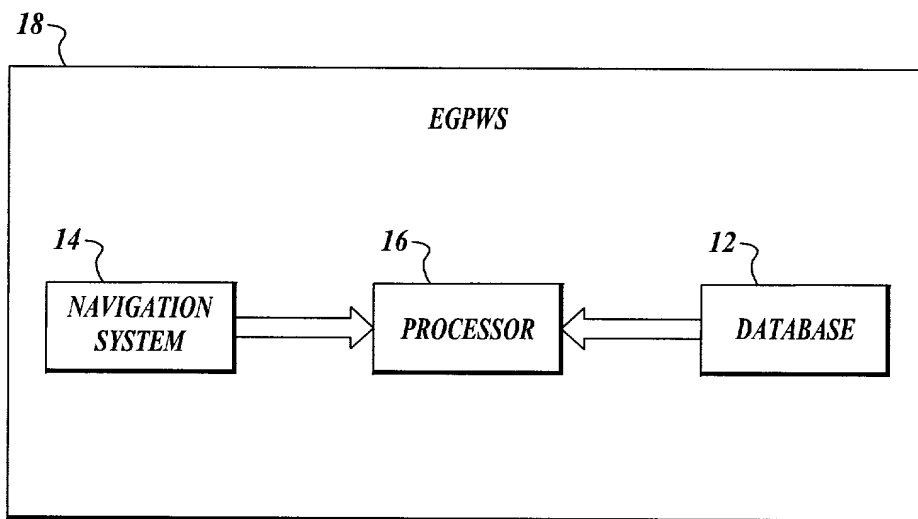 18
EGPWS
14
16
12
NAVIGATION
SYSTEM
PROCESSOR
DATABASE